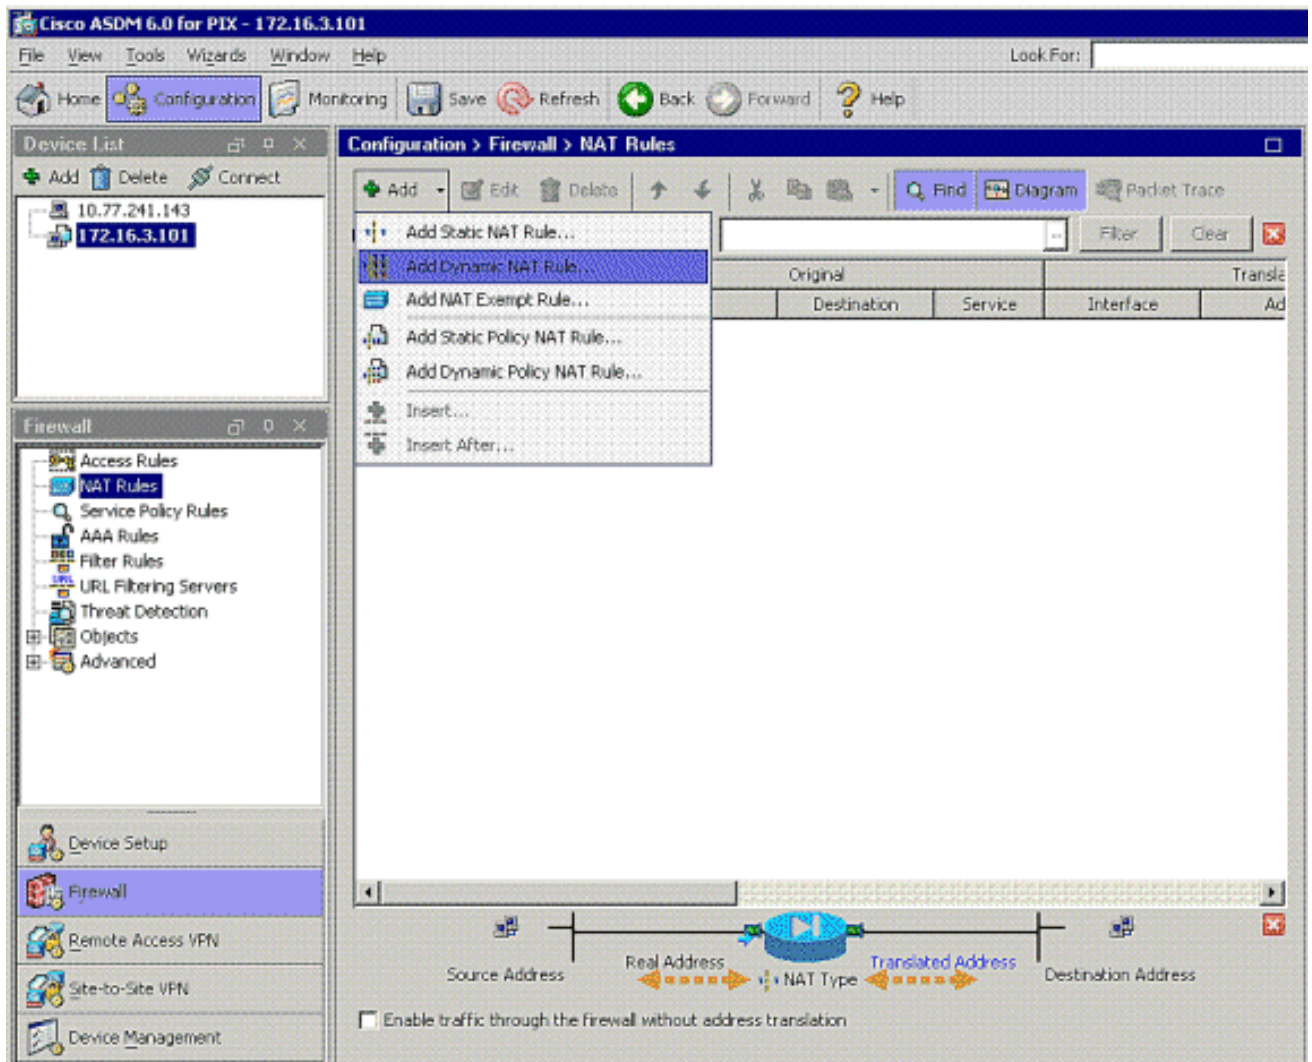 Cisco ASDM 6.0 for PIX - 172.16.3.101
File View Tools Wizards Window Help Look For:
Home Configuration Monitoring Save Refresh Back Forward Help
Device List
Add Delete Connect
10.77.241.143
172.16.3.101
Configuration > Firewall > NAT Rules
Add Edit Delete Find Diagram Packet Trace
Filter Clear
Add Static NAT Rule...
Add Dynamic NAT Rule...
Add NAT Exempt Rule...
Add Static Policy NAT Rule...
Add Dynamic Policy NAT Rule...
Insert...
Insert After...
Original Transla
Destination Service Interface Ad
Firewall
Access Rules
NAT Rules
Service Policy Rules
AAA Rules
Filter Rules
URL Filtering Servers
Threat Detection
Objects
Advanced
Device Setup
Firewall
Remote Access VPN
Site-to-Site VPN
Device Management
Source Address
Real Address
NAT Type
Translated Address
Destination Address
Enable traffic through the firewall without address translation